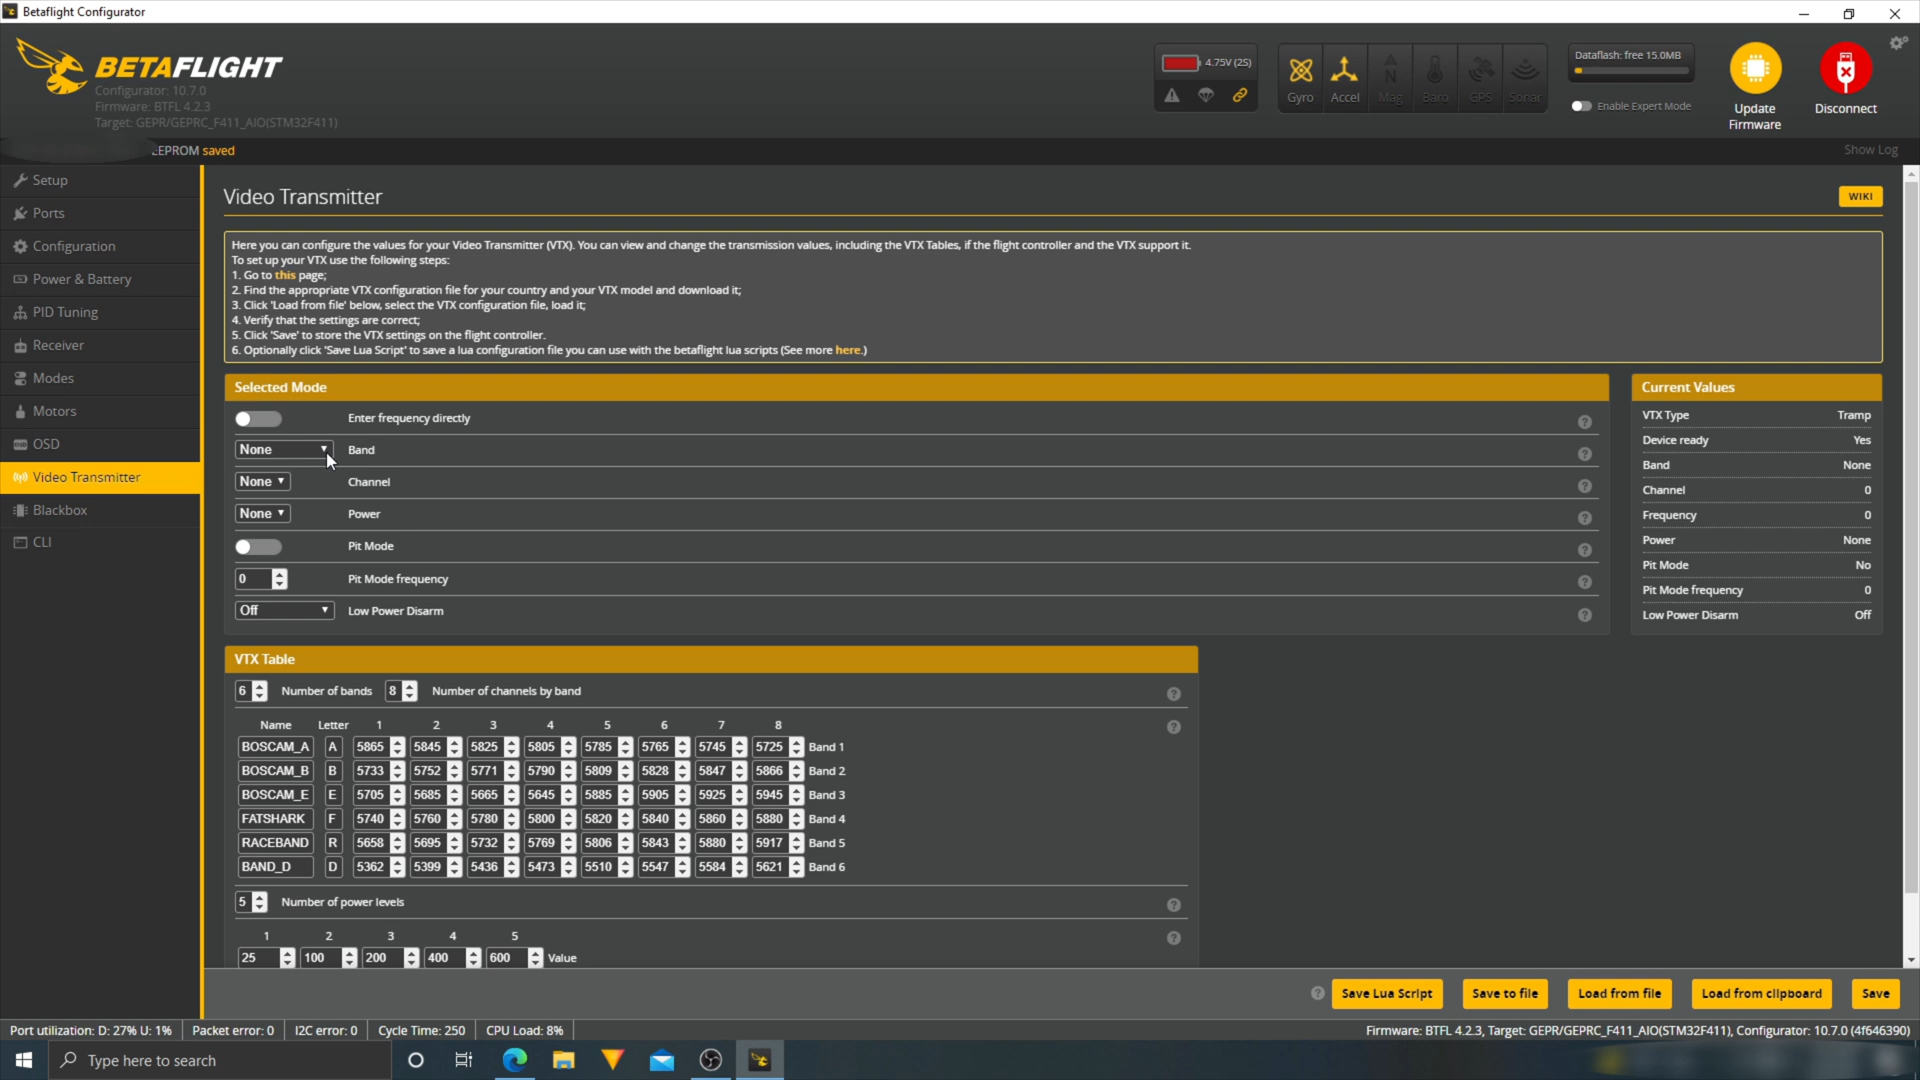 Betaflight Configurator
BETAFLIGHT
Configurator: 10.7.0
Firmware: BTFL 4.2.3
Target: GEPR/GEPRC_F411_AIO(STM32F411)
4.75V (2S)
Gyro Accel Mag Baro GPS Sonar
Dataflash: free 15.0MB
Enable Expert Mode
Update Firmware
Disconnect
EEPROM saved
Show Log
Setup
Ports
Configuration
Power & Battery
PID Tuning
Receiver
Modes
Motors
OSD
Video Transmitter
Blackbox
CLI
Video Transmitter
WIKI
Here you can configure the values for your Video Transmitter (VTX). You can view and change the transmission values, including the VTX Tables, if the flight controller and the VTX support it.
To set up your VTX use the following steps:
1. Go to this page;
2. Find the appropriate VTX configuration file for your country and your VTX model and download it;
3. Click 'Load from file' below, select the VTX configuration file, load it;
4. Verify that the settings are correct;
5. Click 'Save' to store the VTX settings on the flight controller.
6. Optionally click 'Save Lua Script' to save a lua configuration file you can use with the betaflight lua scripts (See more here.)
Selected Mode
Enter frequency directly
None Band
None Channel
None Power
Pit Mode
0 Pit Mode frequency
Off Low Power Disarm
Current Values
VTX Type Tramp
Device ready Yes
Band None
Channel 0
Frequency 0
Power None
Pit Mode No
Pit Mode frequency 0
Low Power Disarm Off
VTX Table
6 Number of bands 8 Number of channels by band
Name Letter 1 2 3 4 5 6 7 8
BOSCAM_A A 5865 5845 5825 5805 5785 5765 5745 5725 Band 1
BOSCAM_B B 5733 5752 5771 5790 5809 5828 5847 5866 Band 2
BOSCAM_E E 5705 5685 5665 5645 5885 5905 5925 5945 Band 3
FATSHARK F 5740 5760 5780 5800 5820 5840 5860 5880 Band 4
RACEBAND R 5658 5695 5732 5769 5806 5843 5880 5917 Band 5
BAND_D D 5362 5399 5436 5473 5510 5547 5584 5621 Band 6
5 Number of power levels
1 2 3 4 5
25 100 200 400 600 Value
Save Lua Script
Save to file
Load from file
Load from clipboard
Save
Port utilization: D: 27% U: 1%
Packet error: 0
I2C error: 0
Cycle Time: 250
CPU Load: 8%
Firmware: BTFL 4.2.3, Target: GEPR/GEPRC_F411_AIO(STM32F411), Configurator: 10.7.0 (4f646390)
Type here to search